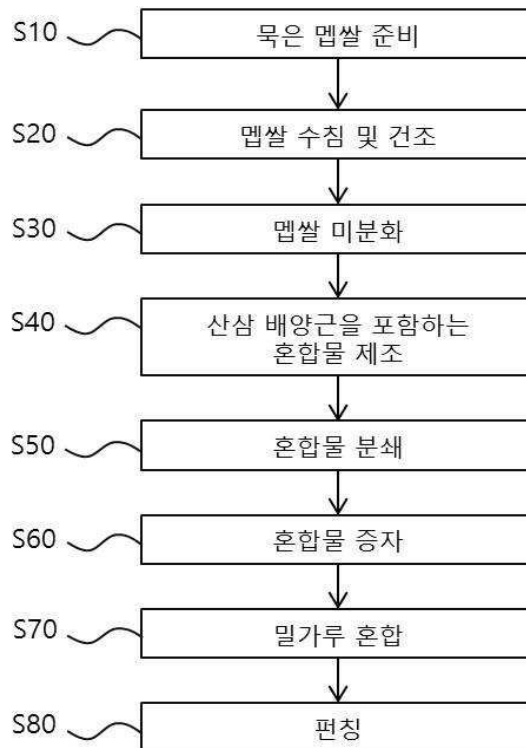 S10 묵은 멥쌀 준비
S20 멥쌀 수침 및 건조
S30 멥쌀 미분화
S40 산삼 배양근을 포함하는
혼합물 제조
S50 혼합물 분쇄
S60 혼합물 증자
S70 밀가루 혼합
S80 펀칭